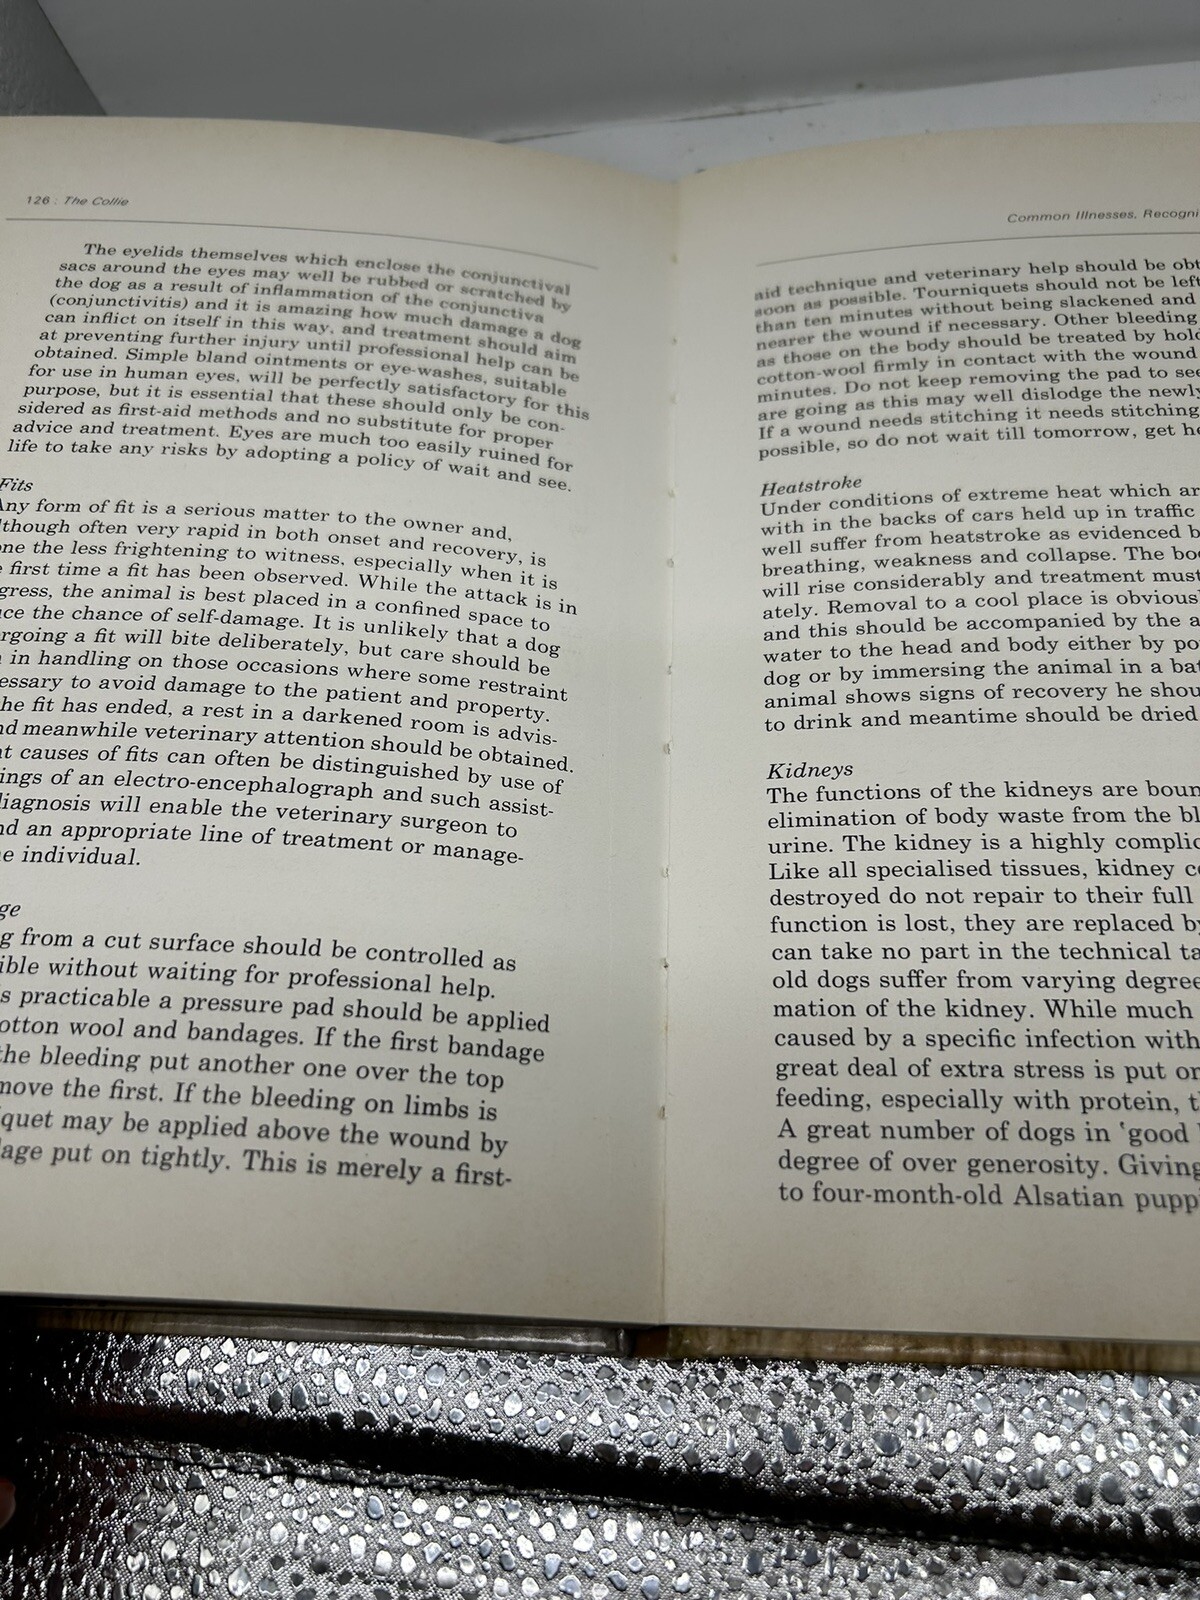 126 : The Collie
The eyelids themselves which enclose the conjunctival
sacs around the eyes may well be rubbed or scratched by
the dog as a result of inflammation of the conjunctiva
(conjunctivitis) and it is amazing how much damage a dog
can inflict on itself in this way, and treatment should aim
at preventing further injury until professional help can be
obtained. Simple bland ointments or eye-washes, suitable
for use in human eyes, will be perfectly satisfactory for this
purpose, but it is essential that these should only be con-
sidered as first-aid methods and no substitute for proper
advice and treatment. Eyes are much too easily ruined for
life to take any risks by adopting a policy of wait and see.
Fits
Any form of fit is a serious matter to the owner and,
lthough often very rapid in both onset and recovery, is
one the less frightening to witness, especially when it is
e first time a fit has been observed. While the attack is in
gress, the animal is best placed in a confined space to
uce the chance of self-damage. It is unlikely that a dog
rgoing a fit will bite deliberately, but care should be
in handling on those occasions where some restraint
essary to avoid damage to the patient and property.
he fit has ended, a rest in a darkened room is advis-
nd meanwhile veterinary attention should be obtained.
t causes of fits can often be distinguished by use of
ings of an electro-encephalograph and such assist-
diagnosis will enable the veterinary surgeon to
nd an appropriate line of treatment or manage-
e individual.
ge
g from a cut surface should be controlled as
ible without waiting for professional help.
s practicable a pressure pad should be applied
otton wool and bandages. If the first bandage
the bleeding put another one over the top
move the first. If the bleeding on limbs is
quet may be applied above the wound by
age put on tightly. This is merely a first-
Common Illnesses, Recogni
aid technique and veterinary help should be obt
soon as possible. Tourniquets should not be left
than ten minutes without being slackened and
nearer the wound if necessary. Other bleeding
as those on the body should be treated by hold
cotton-wool firmly in contact with the wound
minutes. Do not keep removing the pad to see
are going as this may well dislodge the newly
If a wound needs stitching it needs stitching
possible, so do not wait till tomorrow, get he
Heatstroke
Under conditions of extreme heat which ar
with in the backs of cars held up in traffic
well suffer from heatstroke as evidenced b
breathing, weakness and collapse. The bod
will rise considerably and treatment must
ately. Removal to a cool place is obviousl
and this should be accompanied by the a
water to the head and body either by po
dog or by immersing the animal in a bat
animal shows signs of recovery he shou
to drink and meantime should be dried
Kidneys
The functions of the kidneys are boun
elimination of body waste from the bl
urine. The kidney is a highly complic
Like all specialised tissues, kidney c
destroyed do not repair to their full
function is lost, they are replaced by
can take no part in the technical ta
old dogs suffer from varying degree
mation of the kidney. While much
caused by a specific infection with
great deal of extra stress is put on
feeding, especially with protein, t
A great number of dogs in 'good
degree of over generosity. Giving
to four-month-old Alsatian pupp